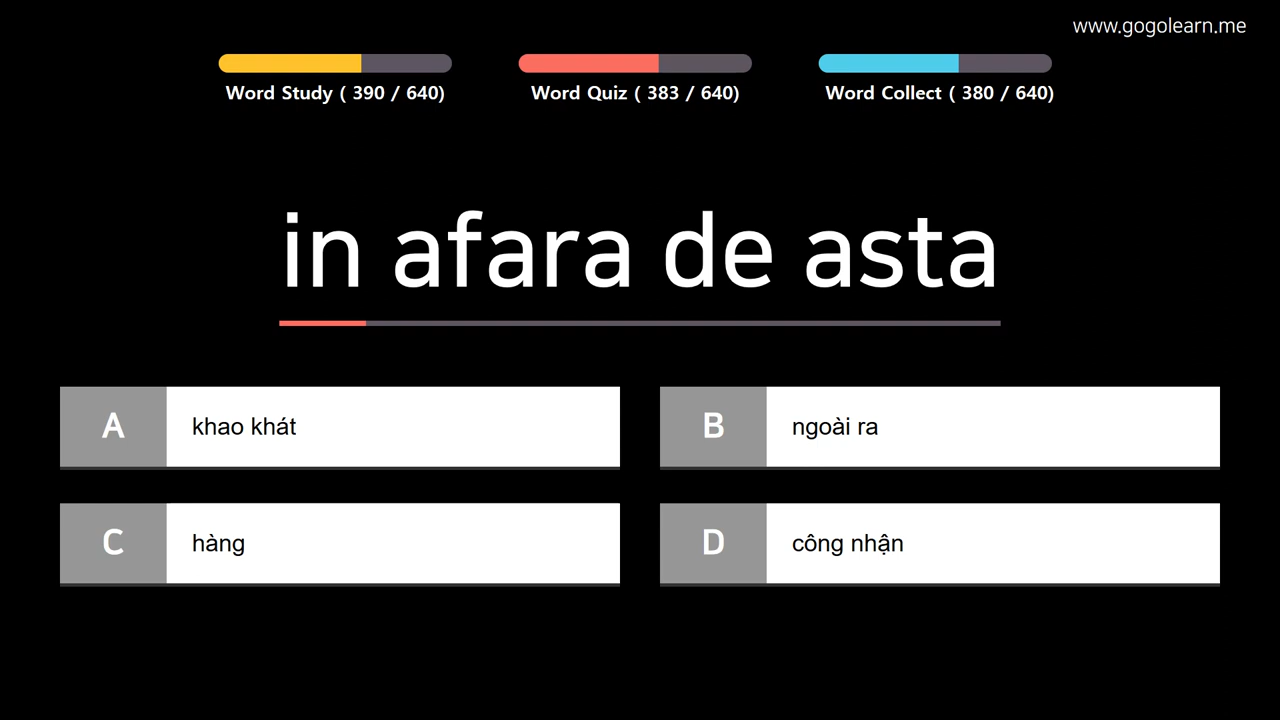 www.gogolearn.me
Word Study ( 390 / 640)
Word Quiz ( 383 / 640)
Word Collect ( 380 / 640)
in afara de asta
A khao khát
B ngoài ra
C hàng
D công nhận